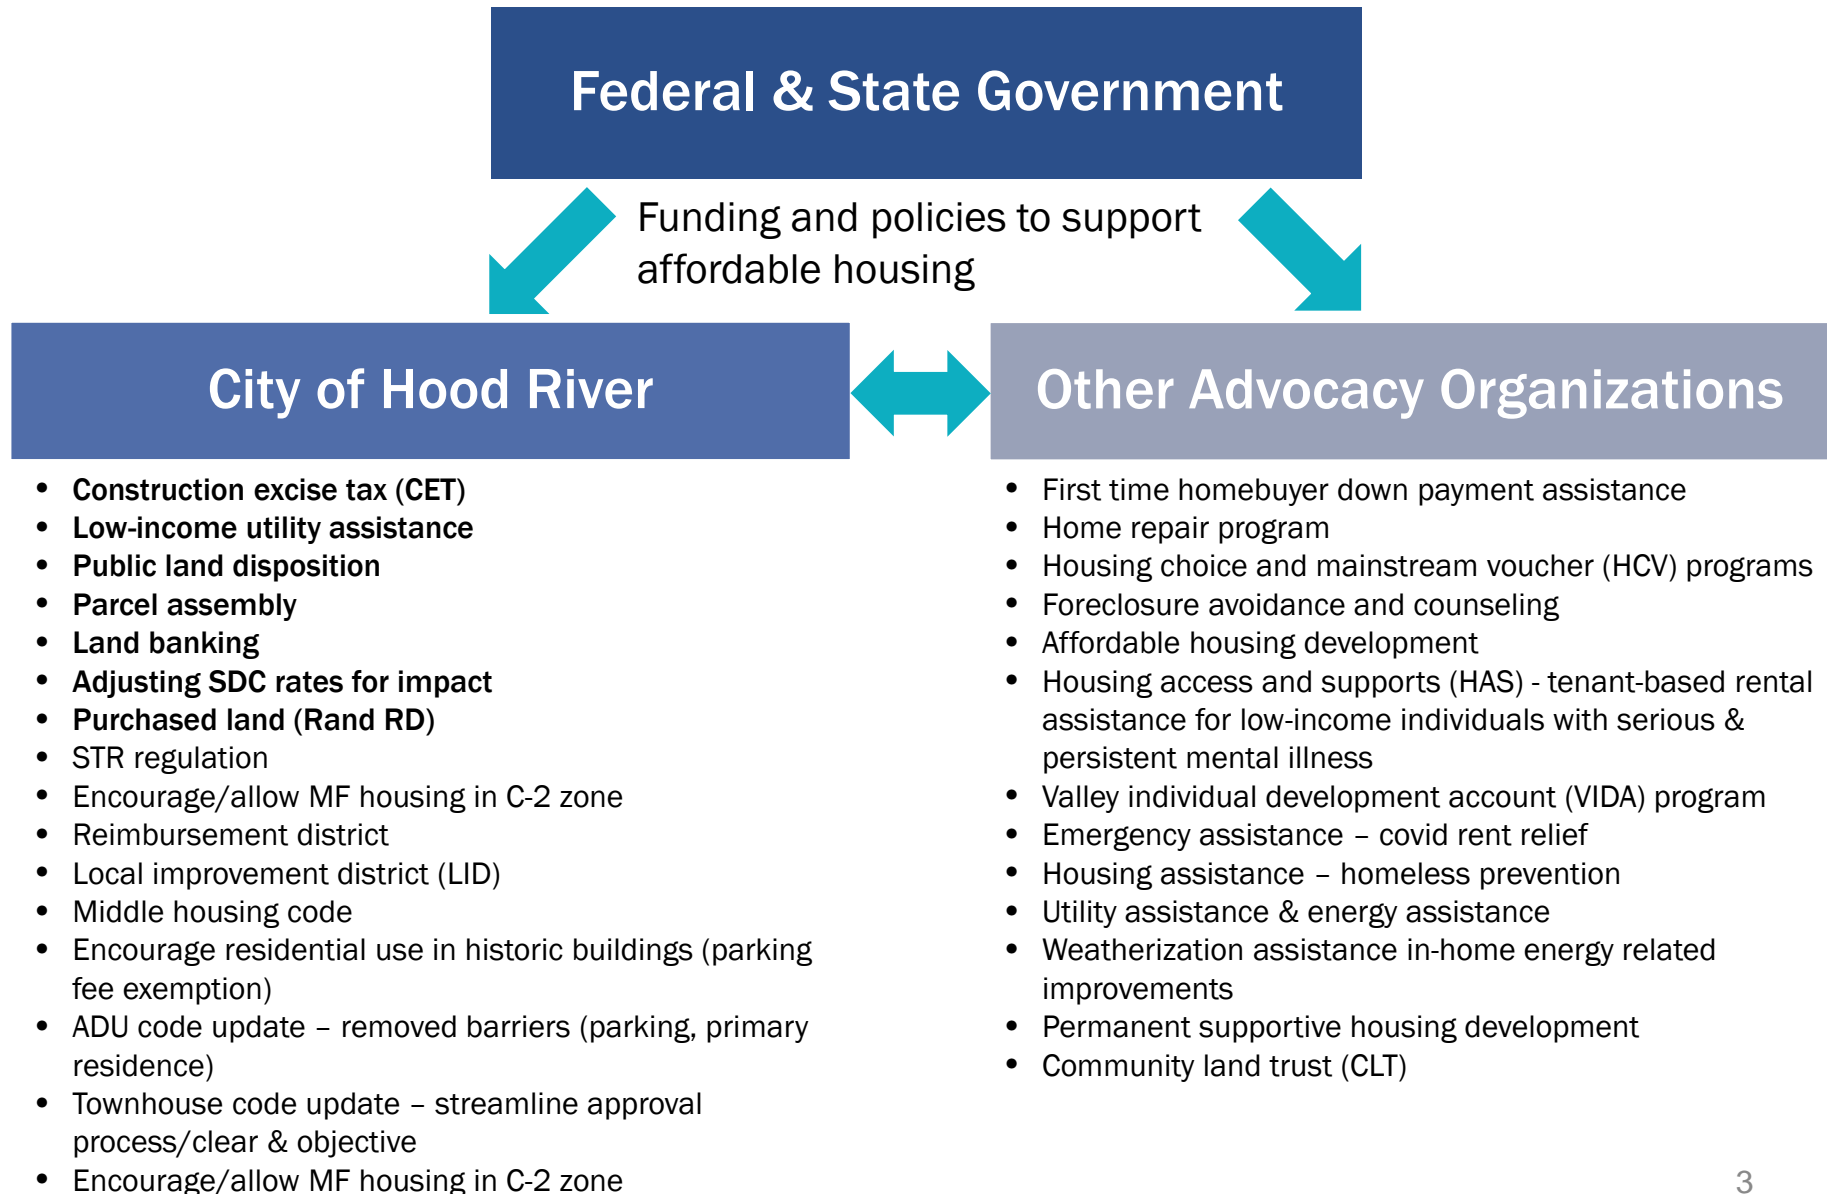 Federal & State Government
Funding and policies to support
affordable housing
City of Hood River
• Construction excise tax (CET)
• Low-income utility assistance
• Public land disposition
• Parcel assembly
• Land banking
• Adjusting SDC rates for impact
• Purchased land (Rand RD)
• STR regulation
• Encourage/allow MF housing in C-2 zone
• Reimbursement district
• Local improvement district (LID)
• Middle housing code
• Encourage residential use in historic buildings (parking
fee exemption)
• ADU code update – removed barriers (parking, primary
residence)
• Townhouse code update – streamline approval
process/clear & objective
• Encourage/allow MF housing in C-2 zone
Other Advocacy Organizations
• First time homebuyer down payment assistance
• Home repair program
• Housing choice and mainstream voucher (HCV) programs
• Foreclosure avoidance and counseling
• Affordable housing development
• Housing access and supports (HAS) - tenant-based rental
assistance for low-income individuals with serious &
persistent mental illness
• Valley individual development account (VIDA) program
• Emergency assistance – covid rent relief
• Housing assistance – homeless prevention
• Utility assistance & energy assistance
• Weatherization assistance in-home energy related
improvements
• Permanent supportive housing development
• Community land trust (CLT)
3